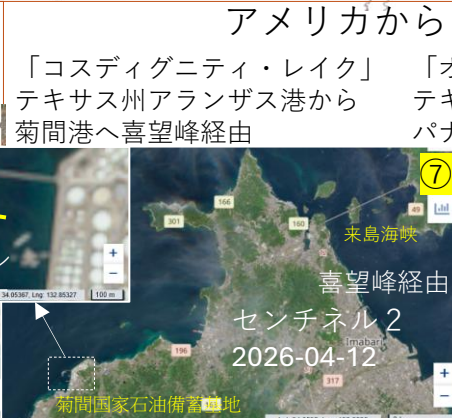 アメリカから
「コスディグニティ・レイク」
テキサス州アランザス港から
菊間港へ喜望峰経由
テキ
パナ
⑦
166
301
160
49
来島海峡
+
−
34.05367, Lng: 132.85327
100 m
喜望峰経由
センチネル２
Imabari
2026-04-12
196
317
+
−
菊間国家石油備蓄基地